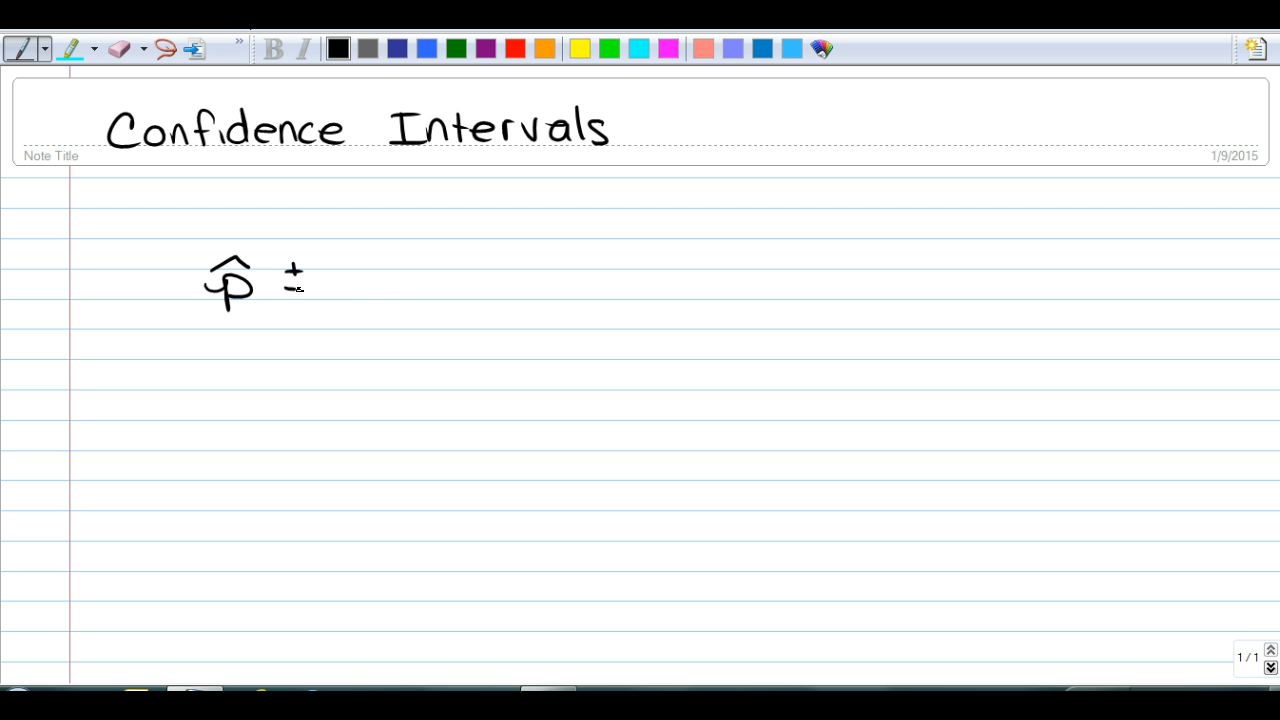 B I
Confidence Intervals
Note Title 1/9/2015
p̂ ±
1 / 1